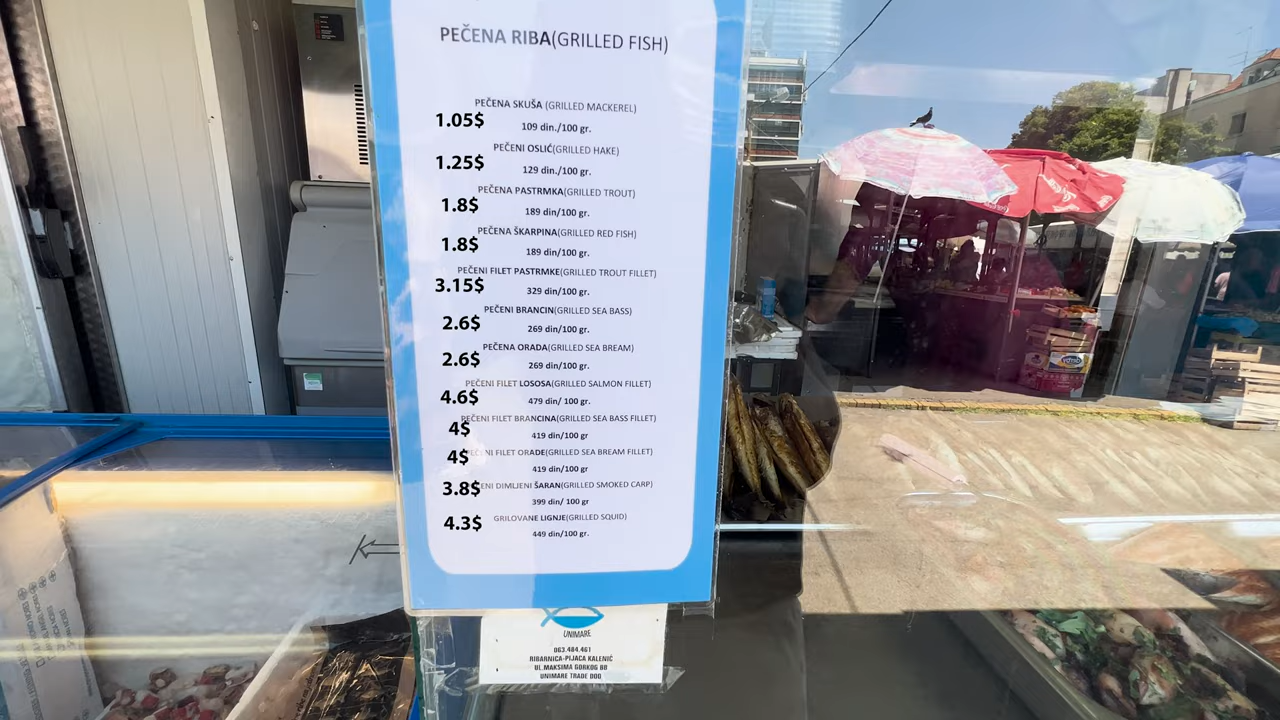 PEČENA RIBA(GRILLED FISH)
PEČENA SKUŠA (GRILLED MACKEREL)
1.05$
109 din./100 gr.
PEČENI OSLIĆ(GRILLED HAKE)
1.25$
129 din./100 gr.
PEČENA PASTRMKA(GRILLED TROUT)
1.8$
189 din/100 gr.
PEČENA ŠKARPINA(GRILLED RED FISH)
1.8$
189 din/100 gr.
PEČENI FILET PASTRMKE(GRILLED TROUT FILLET)
3.15$
329 din/100 gr.
PEČENI BRANCIN(GRILLED SEA BASS)
2.6$
269 din/100 gr.
PEČENA ORADA(GRILLED SEA BREAM)
2.6$
269 din/100 gr.
PEČENI FILET LOSOSA(GRILLED SALMON FILLET)
4.6$
479 din/100 gr.
PEČENI FILET BRANCINA(GRILLED SEA BASS FILLET)
4$
419 din/100 gr
FILET ORADE(GRILLED SEA BREAM FILLET)
4$
419 din/100 gr
DIMLJENI ŠARAN(GRILLED SMOKED CARP)
3.8$
399 din/ 100 gr
GRILOVANE LIGNJE(GRILLED SQUID)
4.3$
449 din/100 gr.
UNIMARE
063.484.461
RIBARNICA-PIJACA KALENIĆ
UL.MAKSIMA GORKOG BB
UNIMARE TRADE DOO